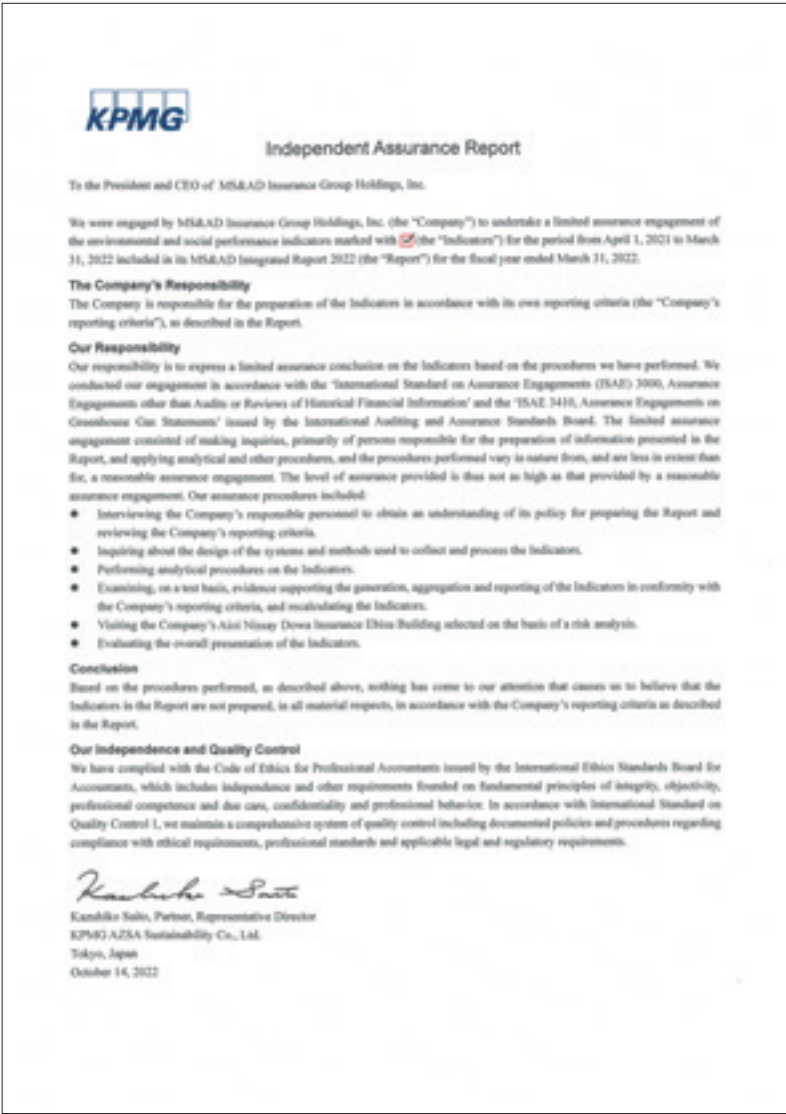 KPMG
Independent Assurance Report
To the President and CEO of MS&AD Insurance Group Holdings, Inc.
We were engaged by MS&AD Insurance Group Holdings, Inc. (the “Company”) to undertake a limited assurance engagement of
the environmental and social performance indicators marked with (the “Indicators”) for the period from April 1, 2021 to March
31, 2022 included in its MS&AD Integrated Report 2022 (the “Report”) for the fiscal year ended March 31, 2022.
The Company’s Responsibility
The Company is responsible for the preparation of the Indicators in accordance with its own reporting criteria (the “Company’s
reporting criteria”), as described in the Report.
Our Responsibility
Our responsibility is to express a limited assurance conclusion on the Indicators based on the procedures we have performed. We
conducted our engagement in accordance with the ‘International Standard on Assurance Engagements (ISAE) 3000, Assurance
Engagements other than Audits or Reviews of Historical Financial Information’ and the ‘ISAE 3410, Assurance Engagements on
Greenhouse Gas Statements’ issued by the International Auditing and Assurance Standards Board. The limited assurance
engagement consisted of making inquiries, primarily of persons responsible for the preparation of information presented in the
Report, and applying analytical and other procedures, and the procedures performed vary in nature from, and are less in extent than
for, a reasonable assurance engagement. The level of assurance provided is thus not as high as that provided by a reasonable
assurance engagement. Our assurance procedures included:
● Interviewing the Company’s responsible personnel to obtain an understanding of its policy for preparing the Report and
reviewing the Company’s reporting criteria.
● Inquiring about the design of the systems and methods used to collect and process the Indicators.
● Performing analytical procedures on the Indicators.
● Examining, on a test basis, evidence supporting the generation, aggregation and reporting of the Indicators in conformity with
the Company’s reporting criteria, and recalculating the Indicators.
● Visiting the Company’s Aioi Nissay Dowa Insurance Ebisu Building selected on the basis of a risk analysis.
● Evaluating the overall presentation of the Indicators.
Conclusion
Based on the procedures performed, as described above, nothing has come to our attention that causes us to believe that the
Indicators in the Report are not prepared, in all material respects, in accordance with the Company’s reporting criteria as described
in the Report.
Our Independence and Quality Control
We have complied with the Code of Ethics for Professional Accountants issued by the International Ethics Standards Board for
Accountants, which includes independence and other requirements founded on fundamental principles of integrity, objectivity,
professional competence and due care, confidentiality and professional behavior. In accordance with International Standard on
Quality Control 1, we maintain a comprehensive system of quality control including documented policies and procedures regarding
compliance with ethical requirements, professional standards and applicable legal and regulatory requirements.
Kazuhiko Saito
Kazuhiko Saito, Partner, Representative Director
KPMG AZSA Sustainability Co., Ltd.
Tokyo, Japan
October 14, 2022